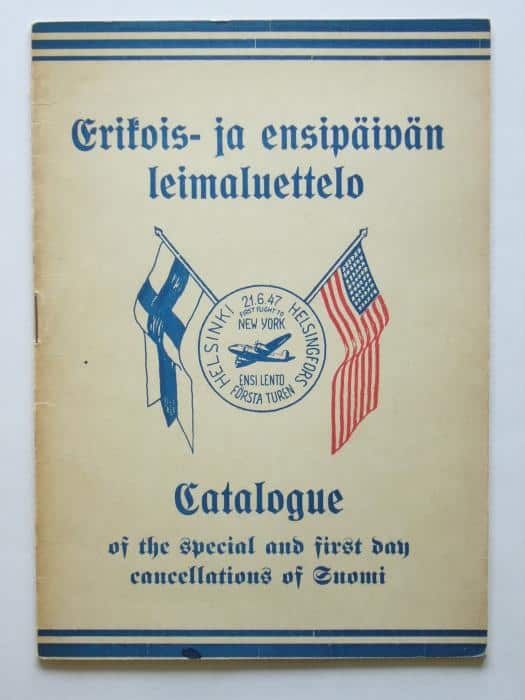 Erikois- ja ensipäivän
leimaluettelo
HELSINKI
HELSINGFORS
21.6.47
FIRST FLIGHT TO
NEW YORK
ENSI LENTO
FÖRSTA TUREN
Catalogue
of the special and first day
cancellations of Suomi